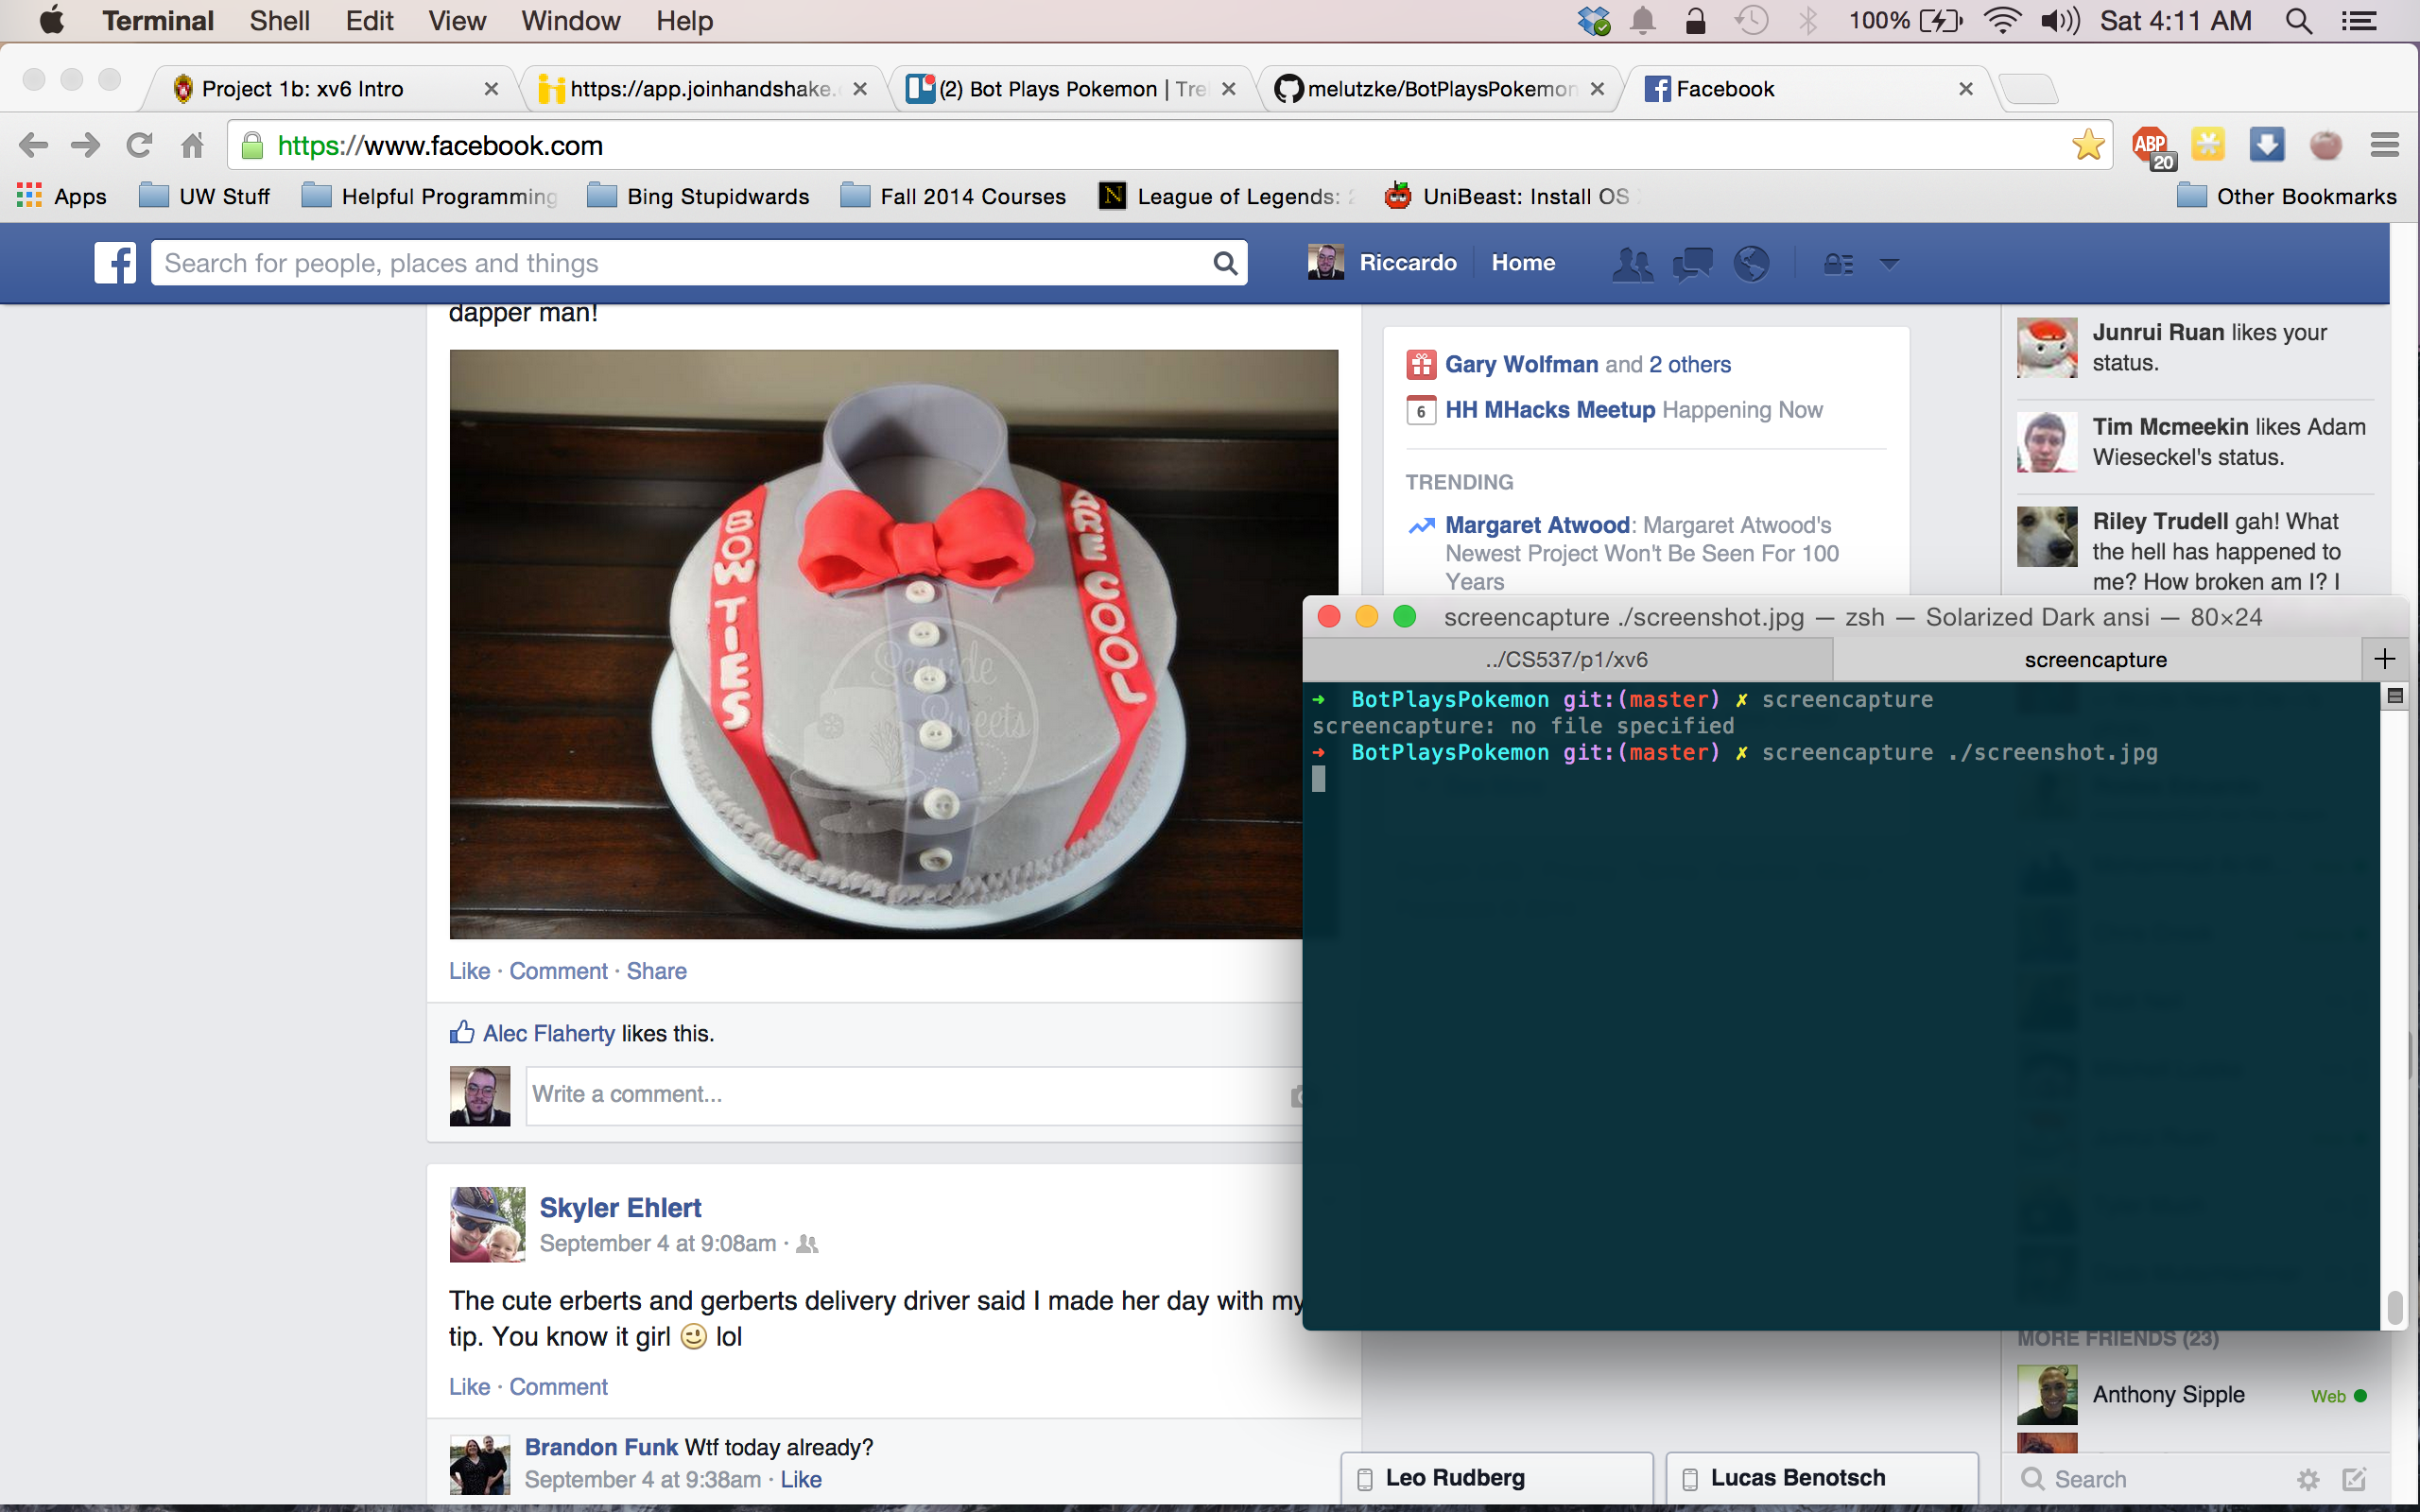 Terminal Shell Edit View Window Help 100% Sat 4:11 AM
Project 1b: xv6 Intro https://app.joinhandshake. (2) Bot Plays Pokemon | Tre melutzke/BotPlaysPokemon Facebook
https://www.facebook.com ABP 20
Apps UW Stuff Helpful Programming Bing Stupidwards Fall 2014 Courses League of Legends: UniBeast: Install OS Other Bookmarks
Search for people, places and things Riccardo Home
dapper man!
BOW TIES
ARE COOL
Seaside
Sweets
Like · Comment · Share
Alec Flaherty likes this.
Write a comment...
Skyler Ehlert
September 4 at 9:08am ·
The cute erberts and gerberts delivery driver said I made her day with my
tip. You know it girl lol
Like · Comment
Brandon Funk Wtf today already?
September 4 at 9:38am · Like
Gary Wolfman and 2 others
6 HH MHacks Meetup Happening Now
TRENDING
Margaret Atwood: Margaret Atwood's
Newest Project Won't Be Seen For 100
Years
Junrui Ruan likes your
status.
Tim Mcmeekin likes Adam
Wieseckel's status.
Riley Trudell gah! What
the hell has happened to
me? How broken am I? I
screencapture ./screenshot.jpg — zsh — Solarized Dark ansi — 80×24
../CS537/p1/xv6 screencapture +
➜ BotPlaysPokemon git:(master) ✗ screencapture
screencapture: no file specified
➜ BotPlaysPokemon git:(master) ✗ screencapture ./screenshot.jpg
MORE FRIENDS (23)
Anthony Sipple Web
Leo Rudberg Lucas Benotsch Search